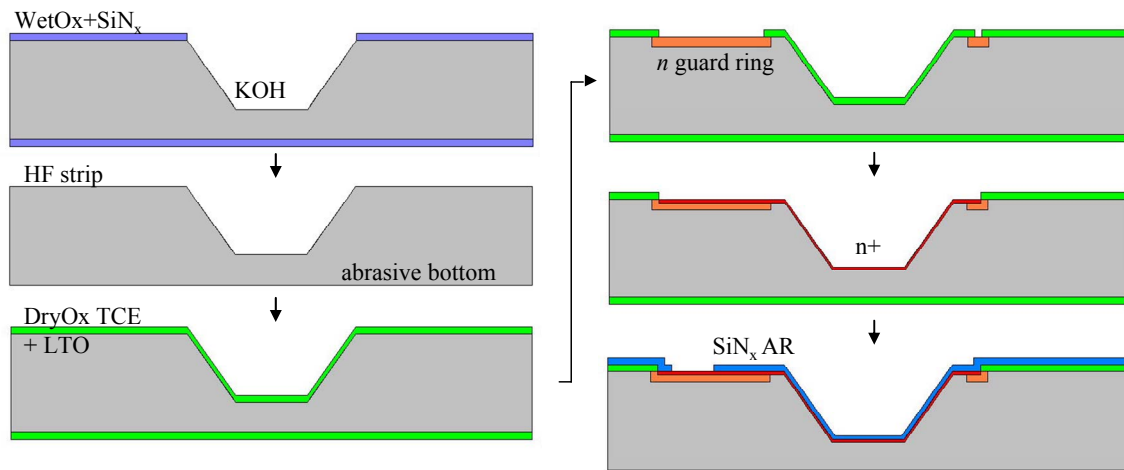 WetOx+SiNx
KOH
HF strip
abrasive bottom
DryOx TCE
+ LTO
n guard ring
n+
SiNx AR